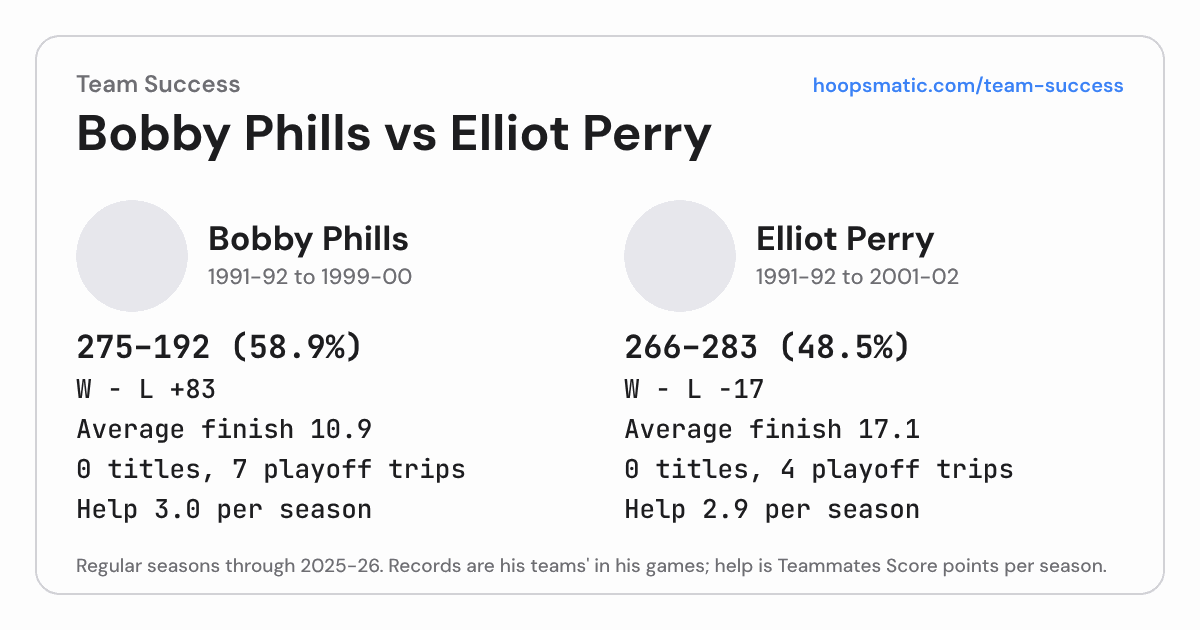 Team Success
hoopsmatic.com/team-success
Bobby Phills vs Elliot Perry
Bobby Phills
1991-92 to 1999-00
275–192 (58.9%)
W - L +83
Average finish 10.9
0 titles, 7 playoff trips
Help 3.0 per season
Elliot Perry
1991-92 to 2001-02
266–283 (48.5%)
W - L -17
Average finish 17.1
0 titles, 4 playoff trips
Help 2.9 per season
Regular seasons through 2025-26. Records are his teams' in his games; help is Teammates Score points per season.